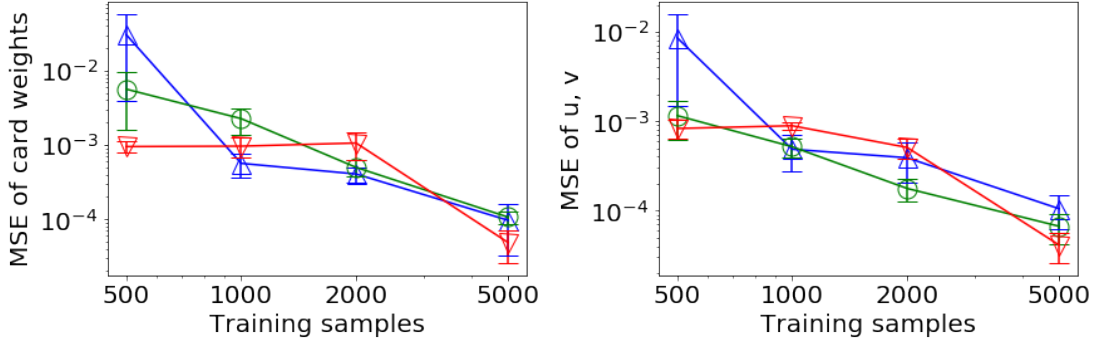 MSE of card weights
10⁻²
10⁻³
10⁻⁴
500 1000 2000 5000
Training samples
MSE of u, v
10⁻²
10⁻³
10⁻⁴
500 1000 2000 5000
Training samples